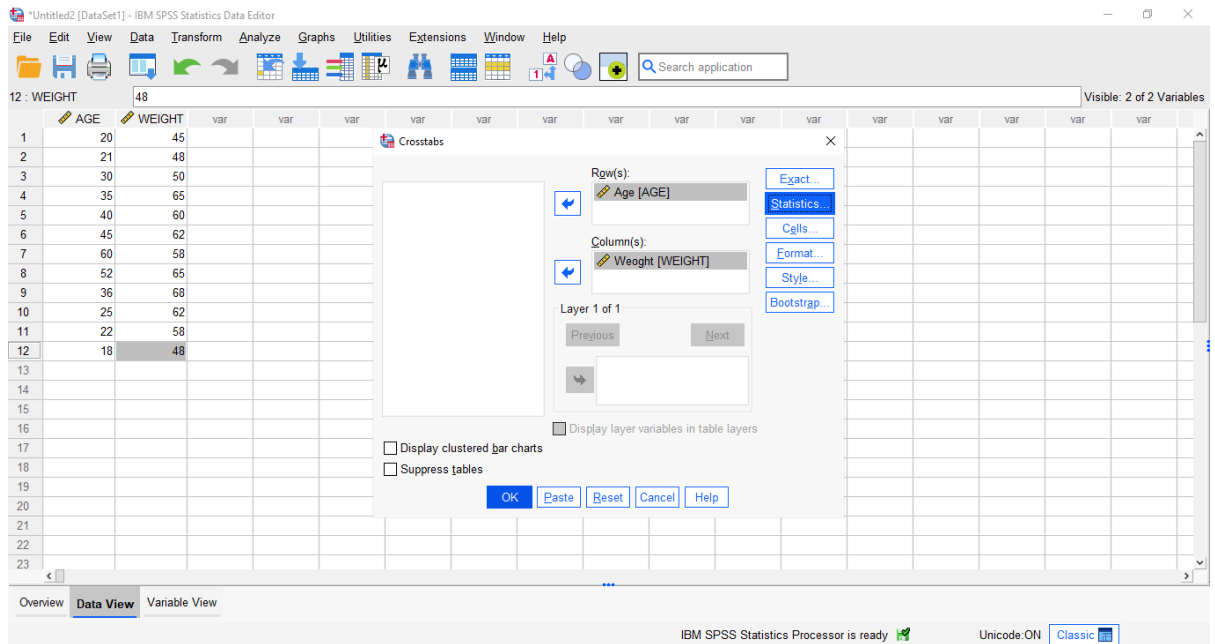 *Untitled2 [DataSet1] - IBM SPSS Statistics Data Editor
File Edit View Data Transform Analyze Graphs Utilities Extensions Window Help
Search application
12 : WEIGHT 48 Visible: 2 of 2 Variables
AGE WEIGHT var var var var var var var var var var var var var var var
1 20 45
2 21 48
3 30 50
4 35 65
5 40 60
6 45 62
7 60 58
8 52 65
9 36 68
10 25 62
11 22 58
12 18 48
13
14
15
16
17
18
19
20
21
22
23
Crosstabs
Row(s):
Age [AGE]
Column(s):
Weoght [WEIGHT]
Layer 1 of 1
Previous Next
Display layer variables in table layers
Exact...
Statistics...
Cells...
Format...
Style...
Bootstrap...
Display clustered bar charts
Suppress tables
OK Paste Reset Cancel Help
Overview Data View Variable View
IBM SPSS Statistics Processor is ready Unicode:ON Classic